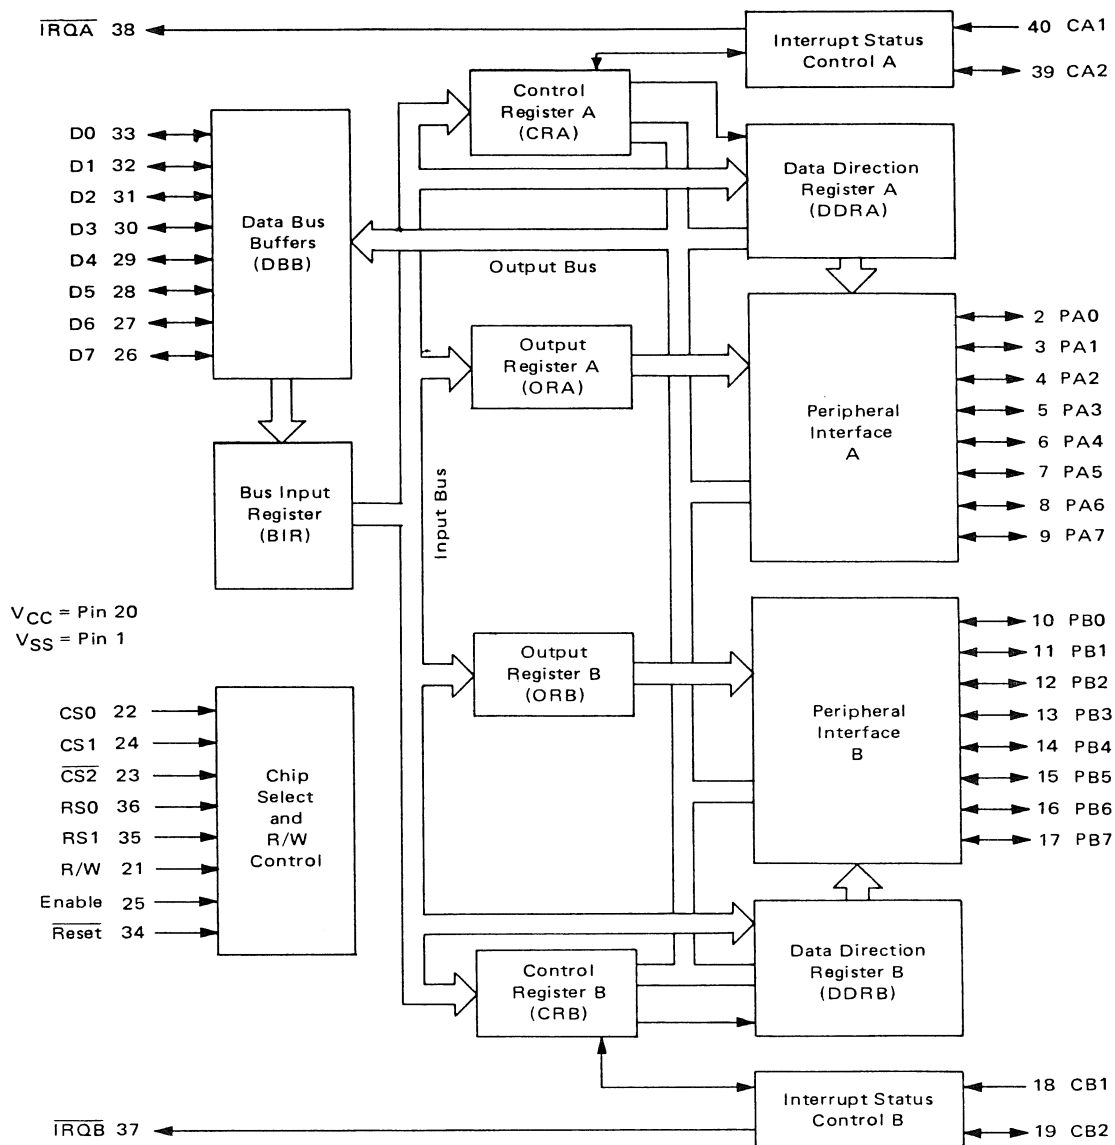 IRQA 38
Interrupt Status
Control A
40 CA1
39 CA2
Control
Register A
(CRA)
D0 33
D1 32
D2 31
D3 30
D4 29
D5 28
D6 27
D7 26
Data Bus
Buffers
(DBB)
Data Direction
Register A
(DDRA)
Output Bus
Output
Register A
(ORA)
Peripheral
Interface
A
2 PA0
3 PA1
4 PA2
5 PA3
6 PA4
7 PA5
8 PA6
9 PA7
Bus Input
Register
(BIR)
Input Bus
VCC = Pin 20
VSS = Pin 1
Output
Register B
(ORB)
Peripheral
Interface
B
10 PB0
11 PB1
12 PB2
13 PB3
14 PB4
15 PB5
16 PB6
17 PB7
CS0 22
CS1 24
CS2 23
RS0 36
RS1 35
R/W 21
Enable 25
Reset 34
Chip
Select
and
R/W
Control
Control
Register B
(CRB)
Data Direction
Register B
(DDRB)
Interrupt Status
Control B
18 CB1
19 CB2
IRQB 37